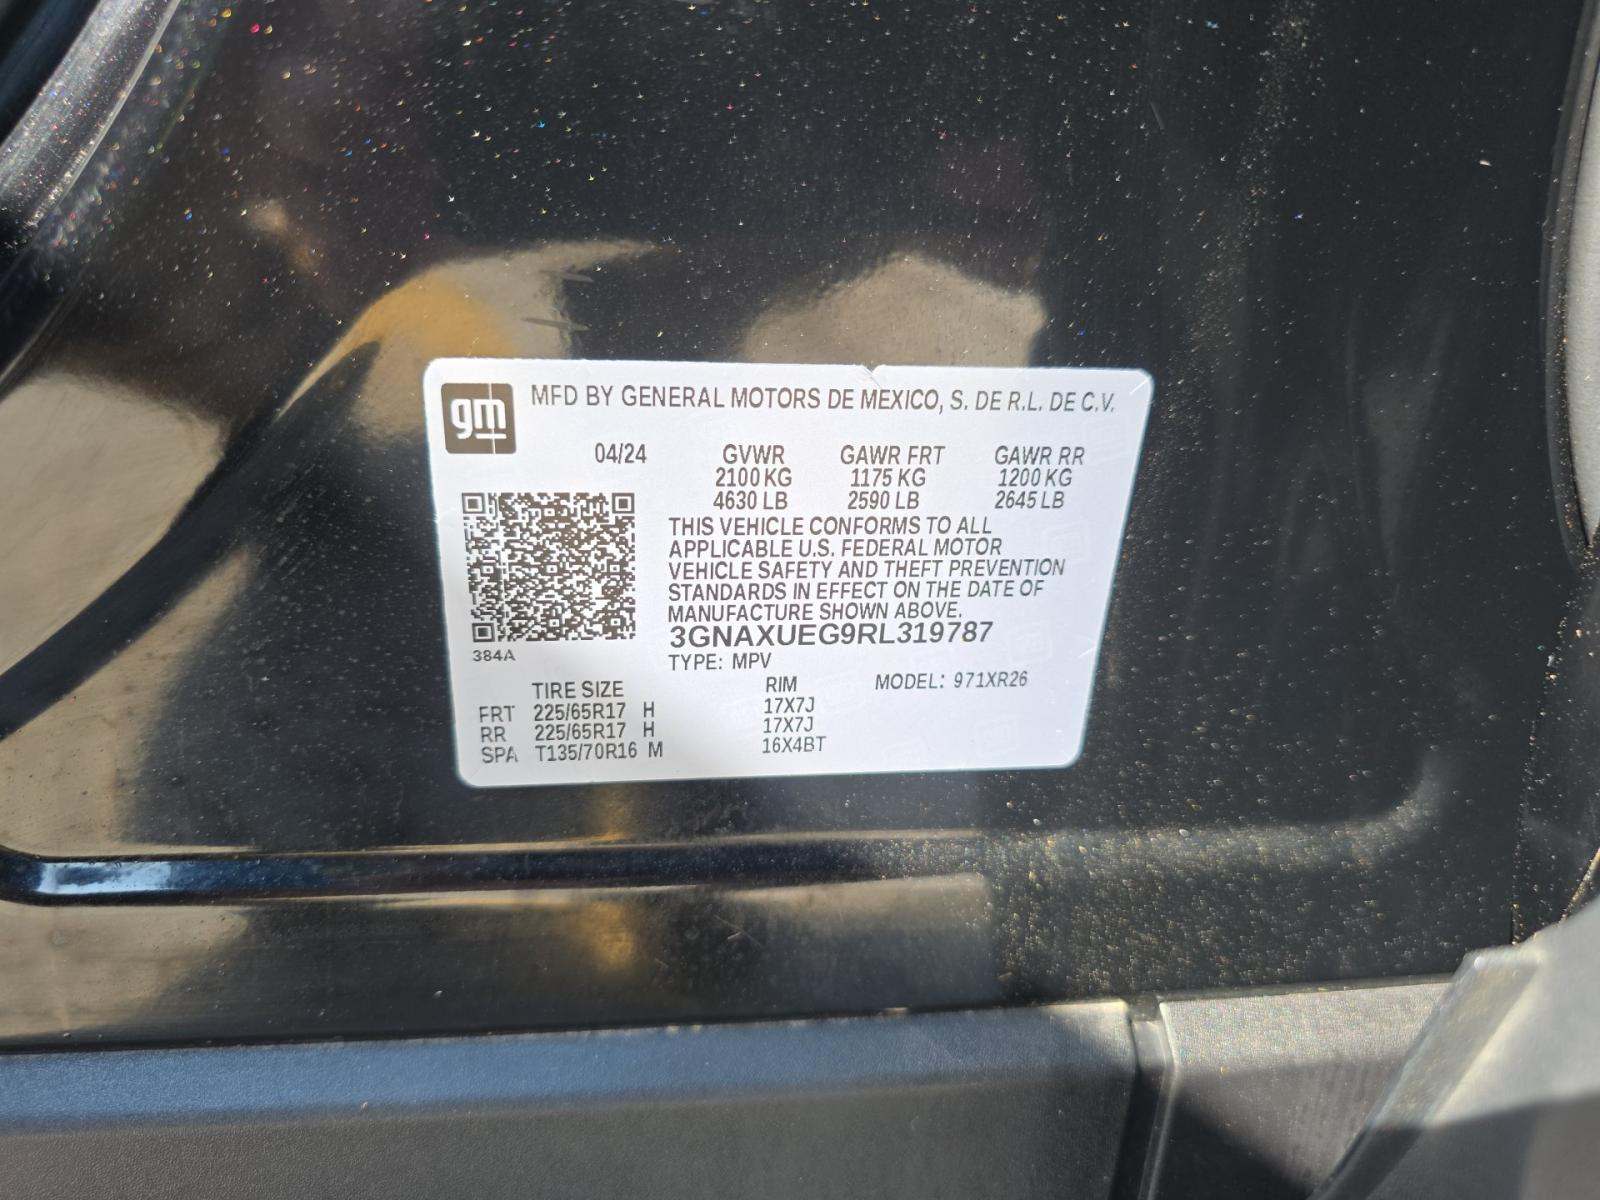 gm
MFD BY GENERAL MOTORS DE MEXICO, S. DE R.L. DE C.V.
04/24 GVWR GAWR FRT GAWR RR
2100 KG 1175 KG 1200 KG
4630 LB 2590 LB 2645 LB
THIS VEHICLE CONFORMS TO ALL
APPLICABLE U.S. FEDERAL MOTOR
VEHICLE SAFETY AND THEFT PREVENTION
STANDARDS IN EFFECT ON THE DATE OF
MANUFACTURE SHOWN ABOVE.
3GNAXUEG9RL319787
384A
TYPE: MPV
TIRE SIZE RIM MODEL: 971XR26
FRT 225/65R17 H 17X7J
RR 225/65R17 H 17X7J
SPA T135/70R16 M 16X4BT